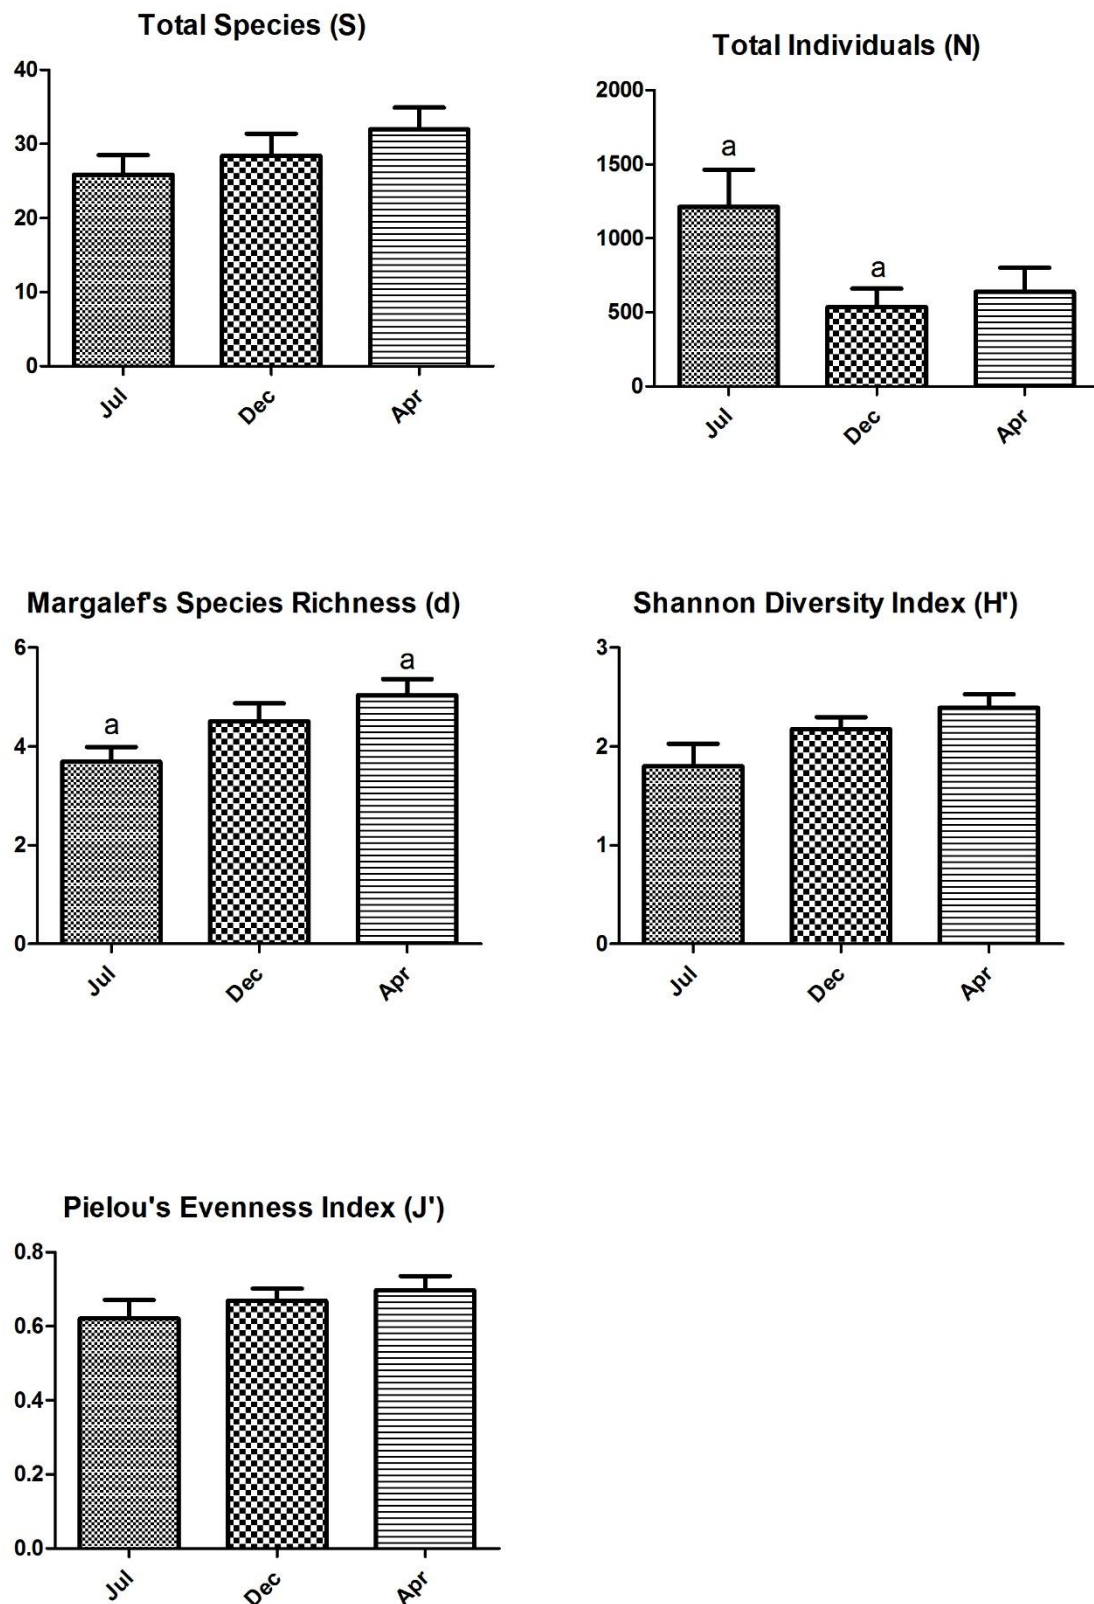 Total Species (S)
40
30
20
10
0
Jul
Dec
Apr
Total Individuals (N)
2000
1500
1000
500
0
a
a
Jul
Dec
Apr
Margalef's Species Richness (d)
6
4
2
0
a
a
Jul
Dec
Apr
Shannon Diversity Index (H')
3
2
1
0
Jul
Dec
Apr
Pielou's Evenness Index (J')
0.8
0.6
0.4
0.2
0.0
Jul
Dec
Apr